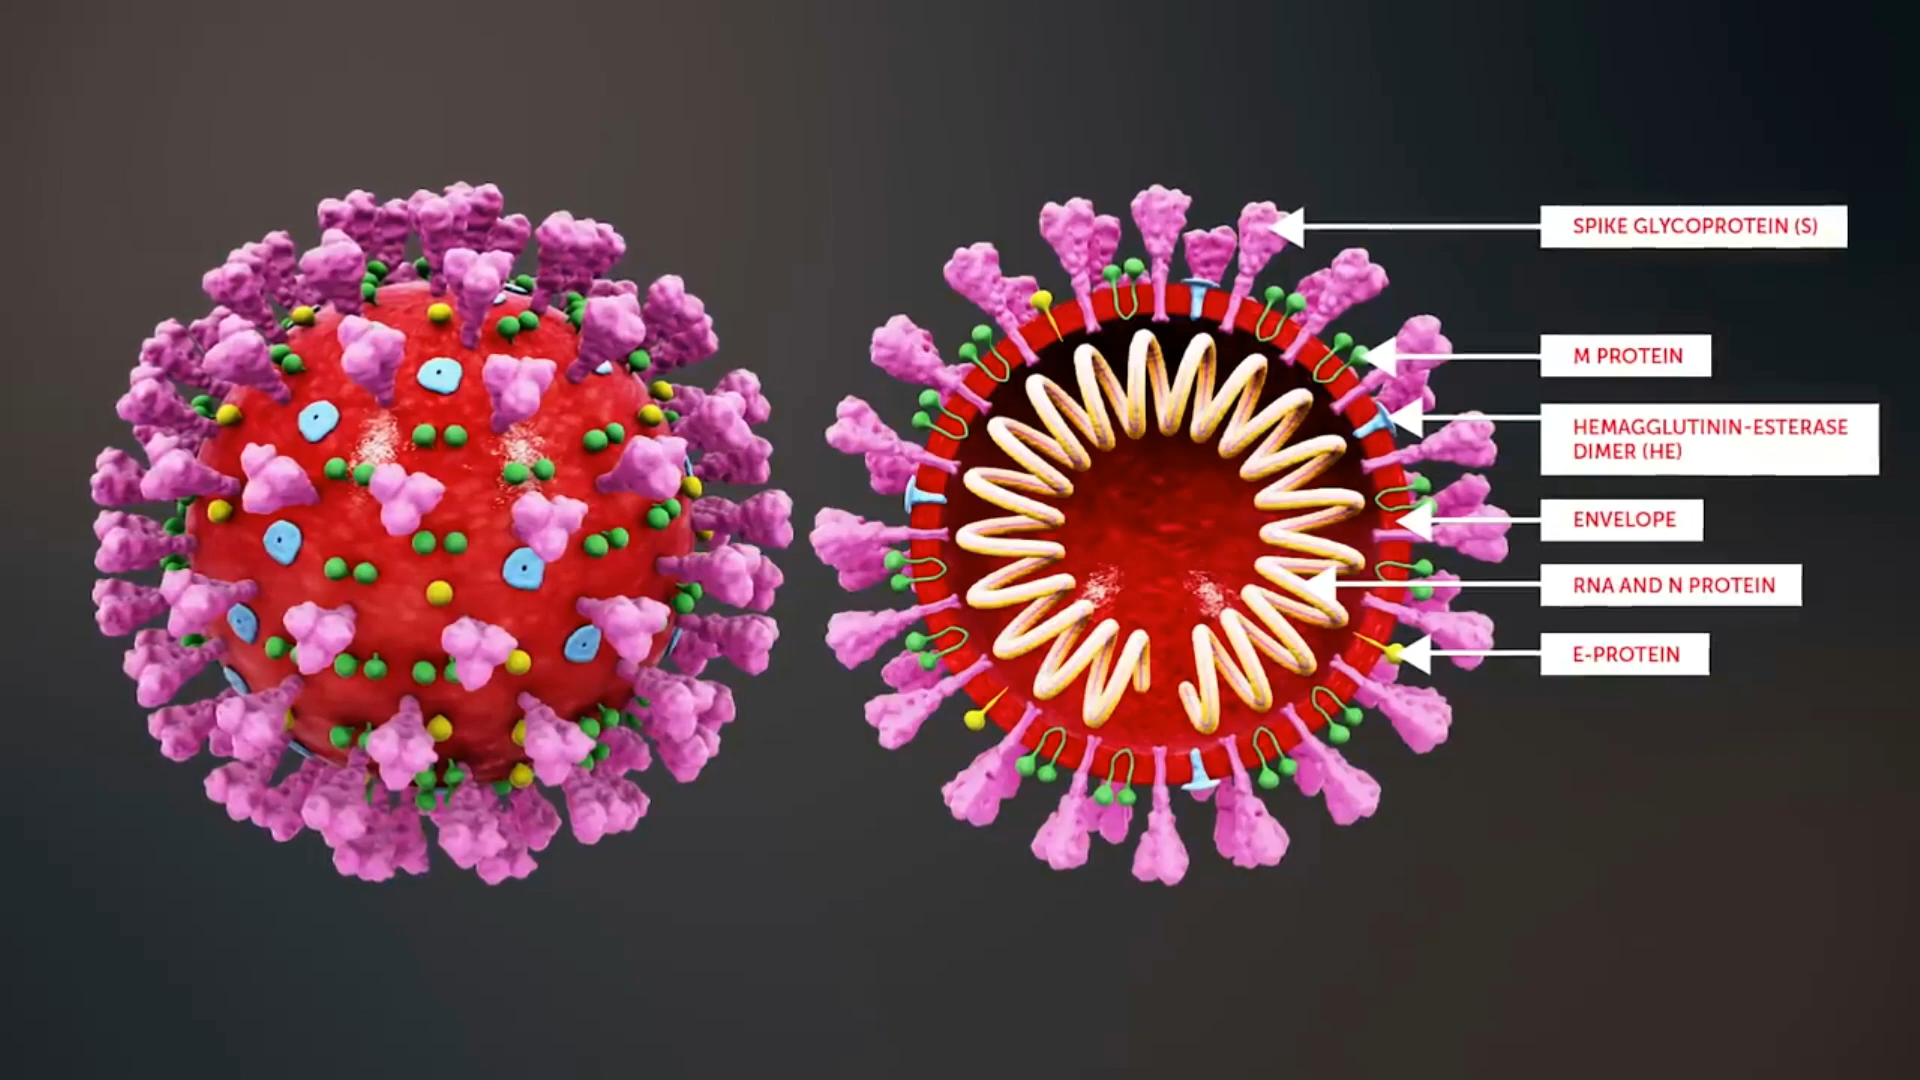 SPIKE GLYCOPROTEIN (S)
M PROTEIN
HEMAGGLUTININ-ESTERASE
DIMER (HE)
ENVELOPE
RNA AND N PROTEIN
E-PROTEIN